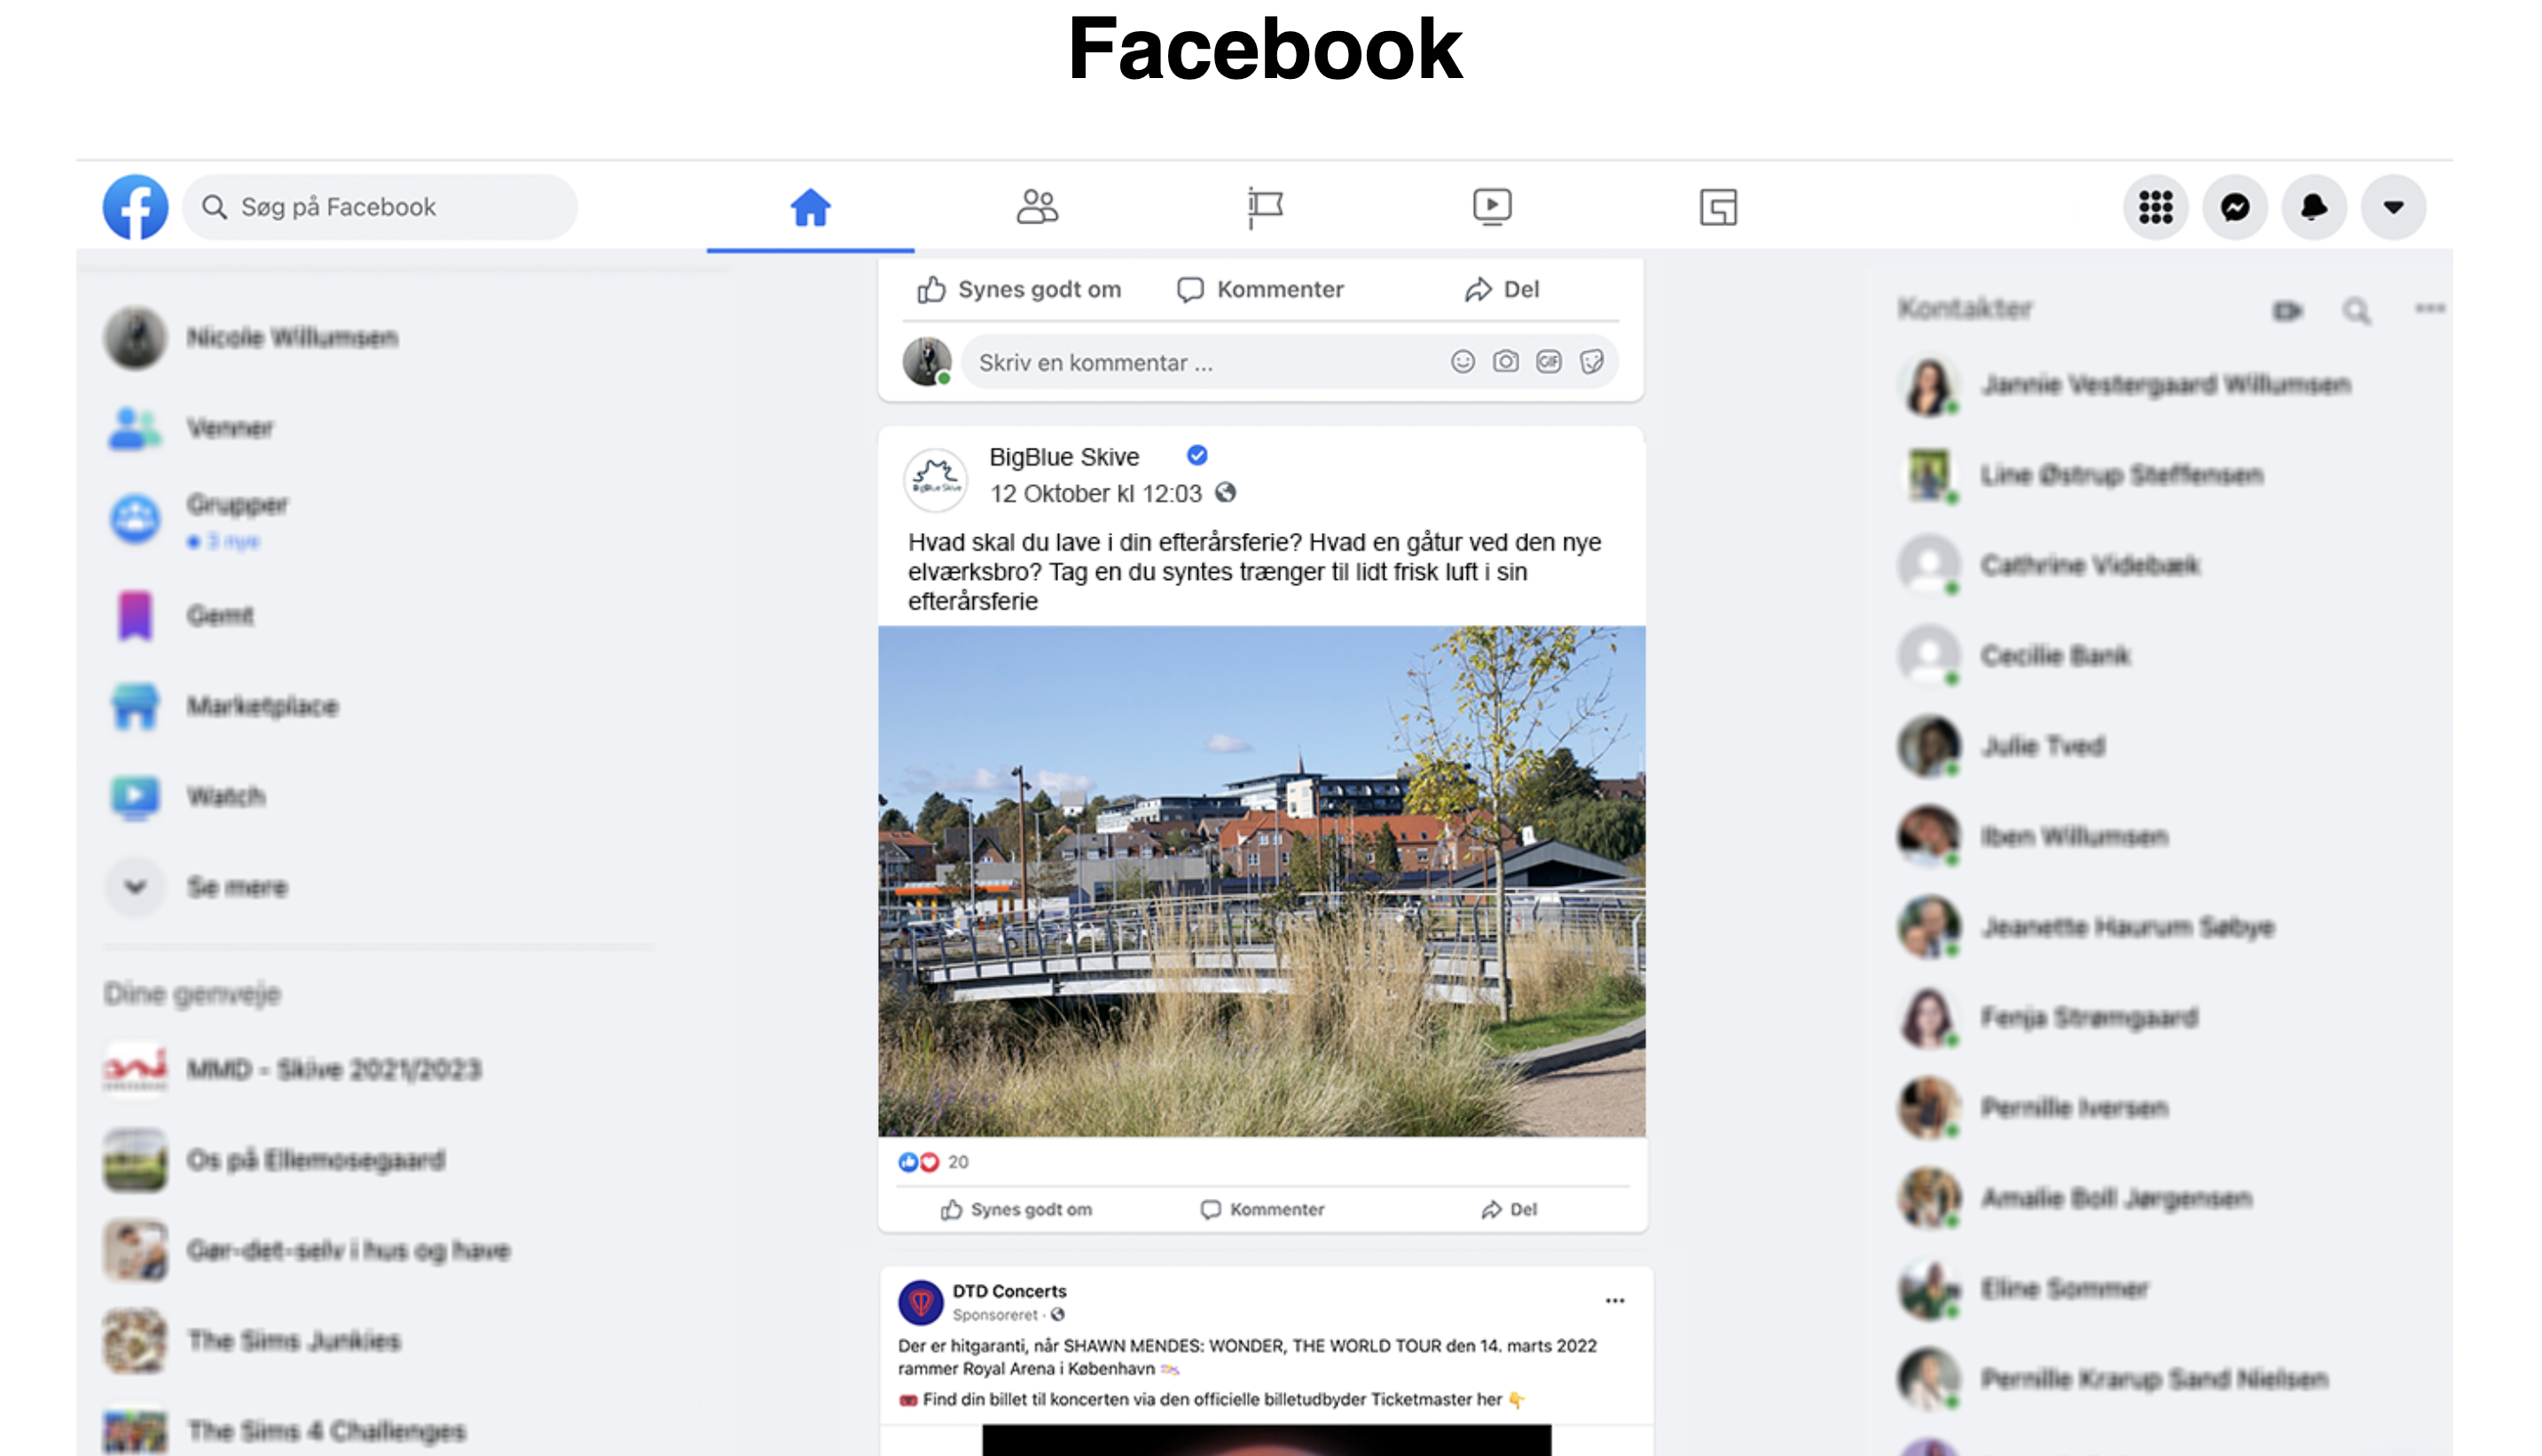 Facebook
Søg på Facebook
Nicole Willumsen
Venner
Grupper
3 nye
Gemt
Marketplace
Watch
Se mere
Dine genveje
MMD - Skive 2021/2023
Os på Ellemosegaard
Gør-det-selv i hus og have
The Sims Junkies
The Sims 4 Challenges
Synes godt om Kommenter Del
Skriv en kommentar ...
GIF
BigBlue Skive
BigBlue Skive
12 Oktober kl 12:03
Hvad skal du lave i din efterårsferie? Hvad en gåtur ved den nye
elværksbro? Tag en du syntes trænger til lidt frisk luft i sin
efterårsferie
20
Synes godt om Kommenter Del
DTD Concerts
Sponsoreret ·
Der er hitgaranti, når SHAWN MENDES: WONDER, THE WORLD TOUR den 14. marts 2022
rammer Royal Arena i København
Find din billet til koncerten via den officielle billetudbyder Ticketmaster her
Kontakter
Jannie Vestergaard Willumsen
Line Østrup Steffensen
Cathrine Videbæk
Cecilie Bank
Julie Tved
Iben Willumsen
Jeanette Haurum Søbye
Fenja Strømgaard
Pernille Iversen
Amalie Boll Jørgensen
Eline Sommer
Pernille Krarup Sand Nielsen